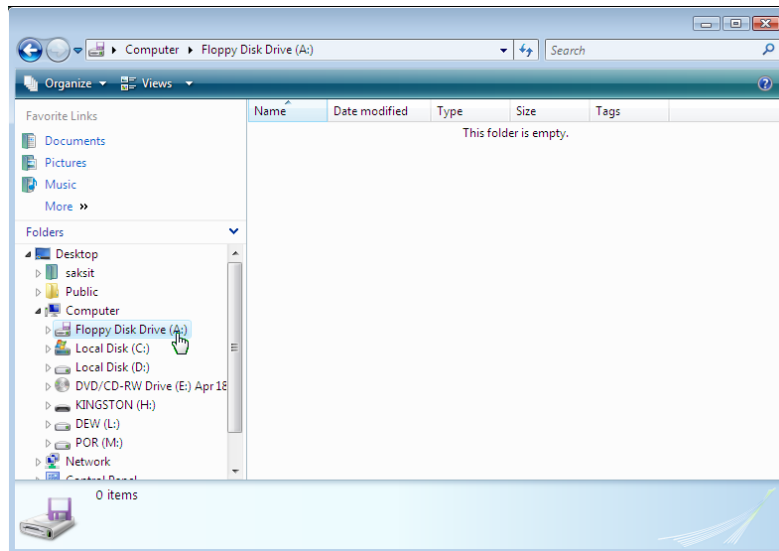 Computer Floppy Disk Drive (A:) Search
Organize Views
Favorite Links
Documents
Pictures
Music
More »
Folders
Desktop
saksit
Public
Computer
Floppy Disk Drive (A:)
Local Disk (C:)
Local Disk (D:)
DVD/CD-RW Drive (E:) Apr 18
KINGSTON (H:)
DEW (L:)
POR (M:)
Network
Control Panel
Name Date modified Type Size Tags
This folder is empty.
0 items